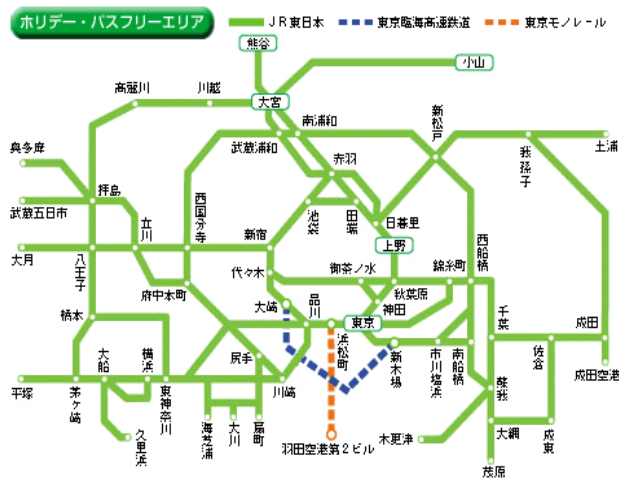 ホリデー・パスフリーエリア
JR東日本
東京臨海高速鉄道
東京モノレール
熊谷
小山
高麗川
川越
大宮
南浦和
新松戸
武蔵浦和
我孫子
土浦
奥多摩
赤羽
拝島
武蔵五日市
西国分寺
立川
池袋
田端
日暮里
新宿
上野
西船橋
大月
八王子
代々木
御茶ノ水
錦糸町
府中本町
秋葉原
神田
千葉
橋本
大崎
品川
東京
成田
大船
横浜
尻手
浜松町
新木場
市川塩浜
南船橋
佐倉
成田空港
平塚
茅ヶ崎
東神奈川
川崎
蘇我
久里浜
海芝浦
大川
扇町
羽田空港第2ビル
木更津
大網
成東
茂原